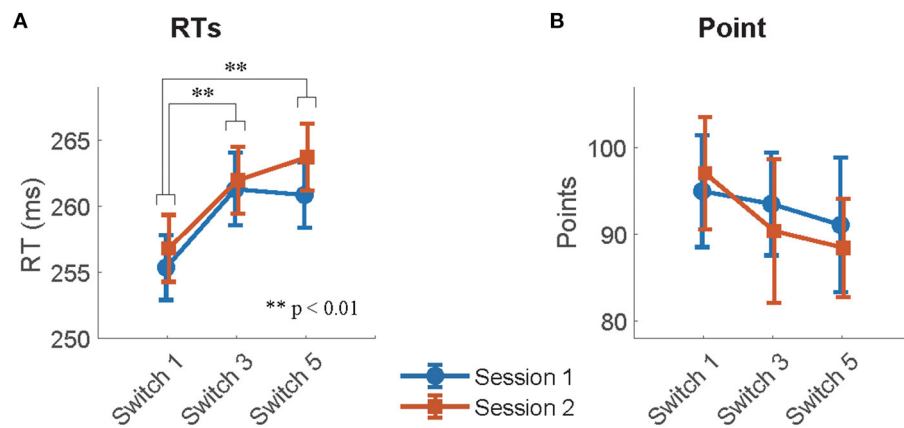 A
RTs
B
Point
**
**
RT (ms)
265
260
255
250
** p < 0.01
Switch 1
Switch 3
Switch 5
Points
100
90
80
Switch 1
Switch 3
Switch 5
Session 1
Session 2